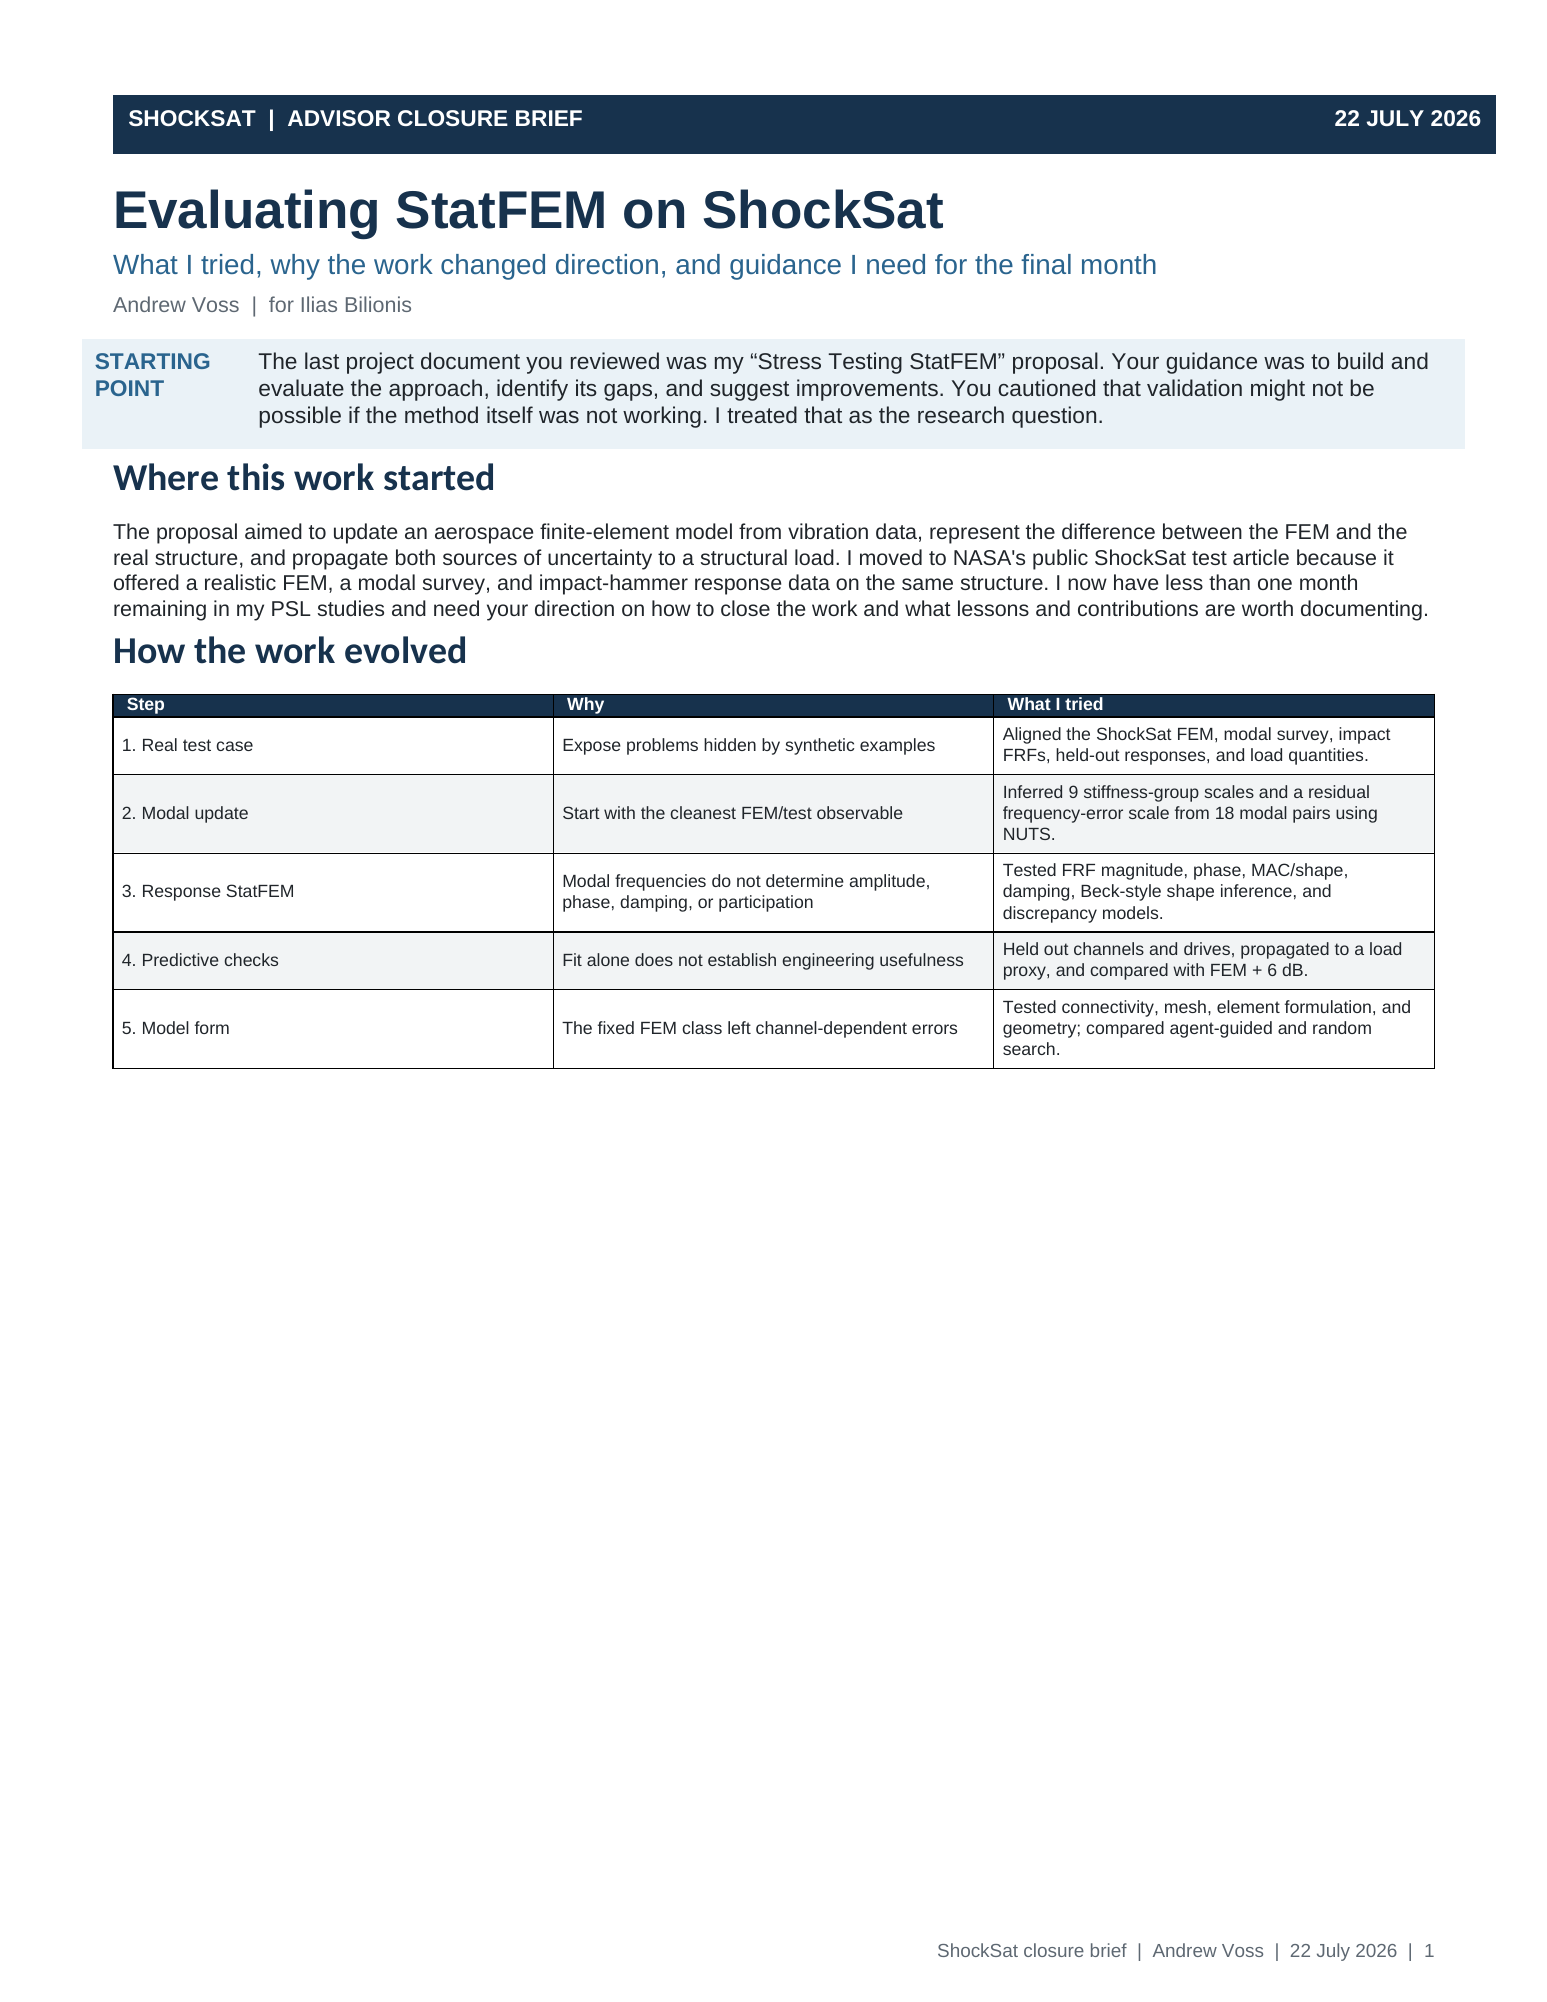 SHOCKSAT | ADVISOR CLOSURE BRIEF 22 JULY 2026
Evaluating StatFEM on ShockSat
What I tried, why the work changed direction, and guidance I need for the final month
Andrew Voss | for Ilias Bilionis
STARTING
POINT
The last project document you reviewed was my “Stress Testing StatFEM” proposal. Your guidance was to build and
evaluate the approach, identify its gaps, and suggest improvements. You cautioned that validation might not be
possible if the method itself was not working. I treated that as the research question.
Where this work started
The proposal aimed to update an aerospace finite-element model from vibration data, represent the difference between the FEM and the
real structure, and propagate both sources of uncertainty to a structural load. I moved to NASA's public ShockSat test article because it
offered a realistic FEM, a modal survey, and impact-hammer response data on the same structure. I now have less than one month
remaining in my PSL studies and need your direction on how to close the work and what lessons and contributions are worth documenting.
How the work evolved
Step
Why
What I tried
1. Real test case
Expose problems hidden by synthetic examples
Aligned the ShockSat FEM, modal survey, impact
FRFs, held-out responses, and load quantities.
2. Modal update
Start with the cleanest FEM/test observable
Inferred 9 stiffness-group scales and a residual
frequency-error scale from 18 modal pairs using
NUTS.
3. Response StatFEM
Modal frequencies do not determine amplitude,
phase, damping, or participation
Tested FRF magnitude, phase, MAC/shape,
damping, Beck-style shape inference, and
discrepancy models.
4. Predictive checks
Fit alone does not establish engineering usefulness
Held out channels and drives, propagated to a load
proxy, and compared with FEM + 6 dB.
5. Model form
The fixed FEM class left channel-dependent errors
Tested connectivity, mesh, element formulation, and
geometry; compared agent-guided and random
search.
ShockSat closure brief | Andrew Voss | 22 July 2026 | 1